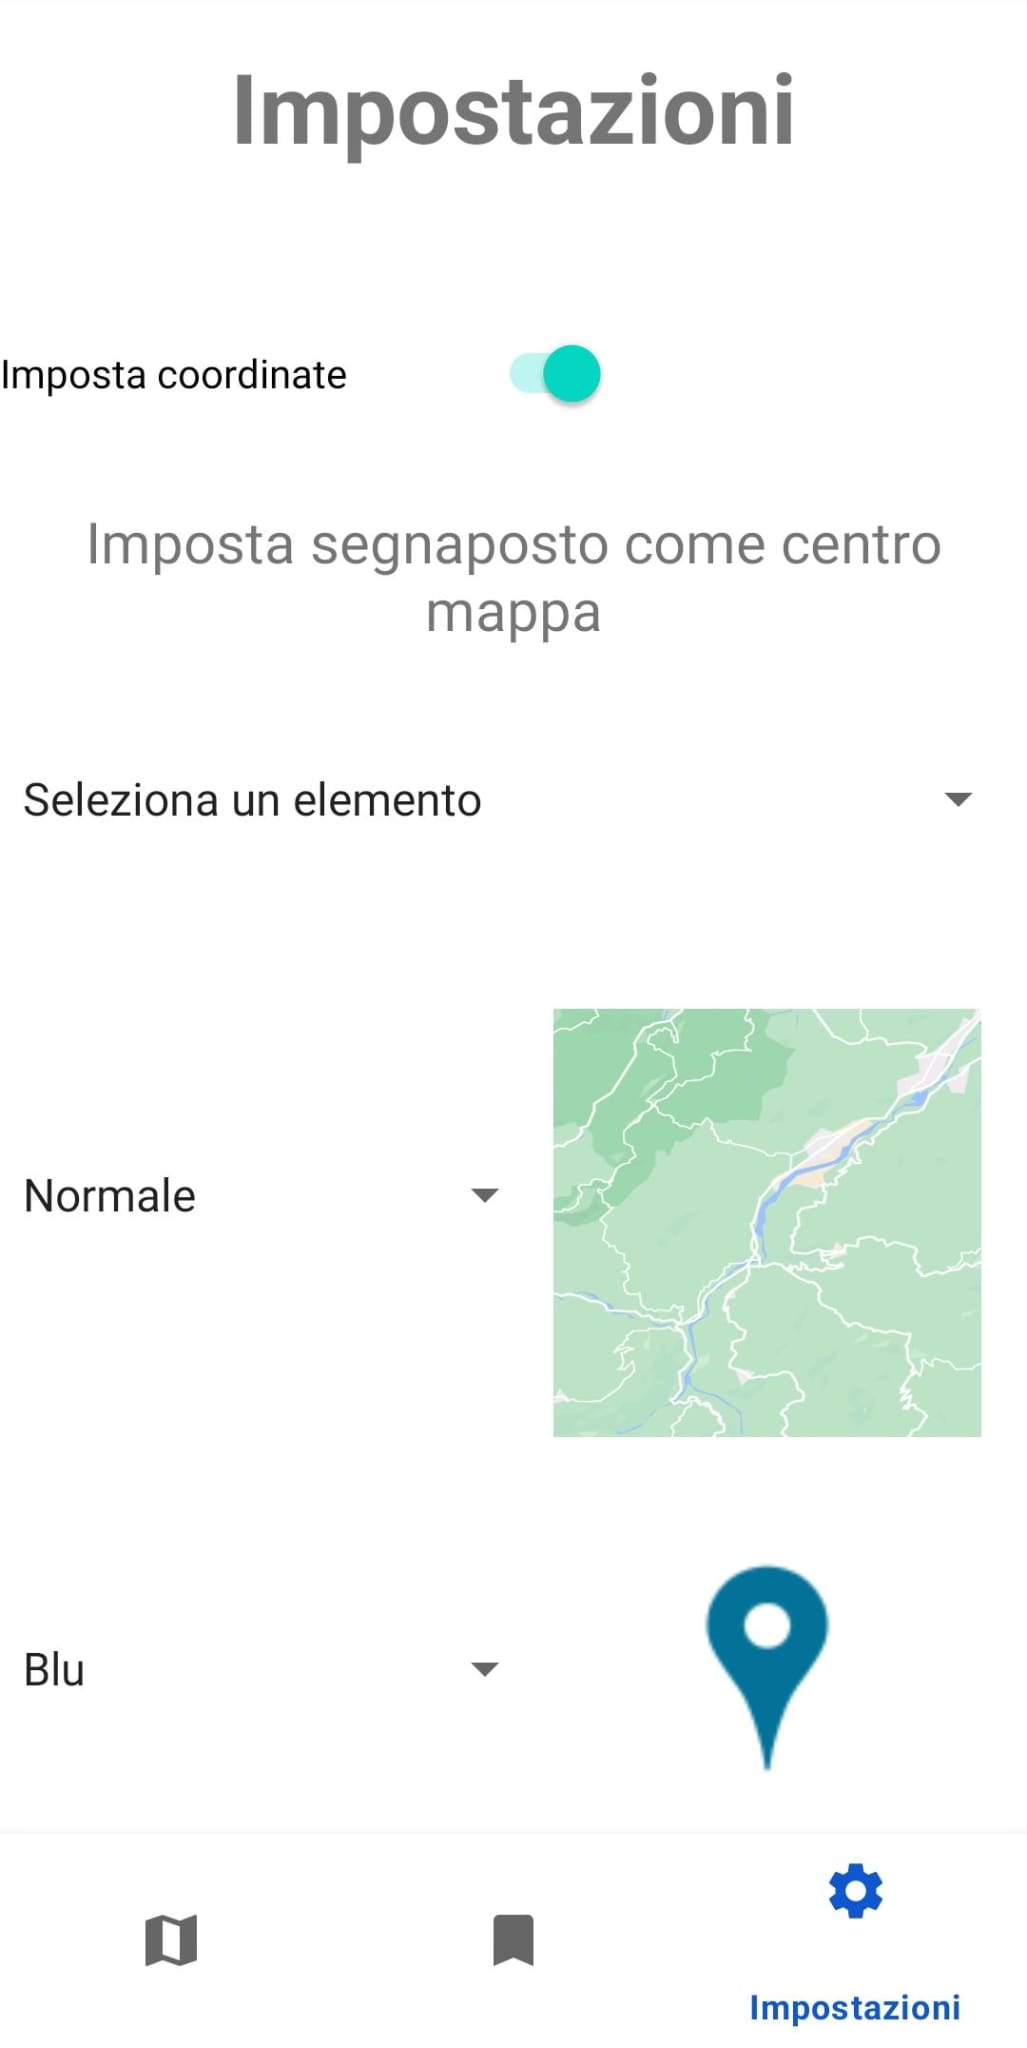 Impostazioni
Imposta coordinate
Imposta segnaposto come centro
mappa
Seleziona un elemento
Normale
Blu
Impostazioni